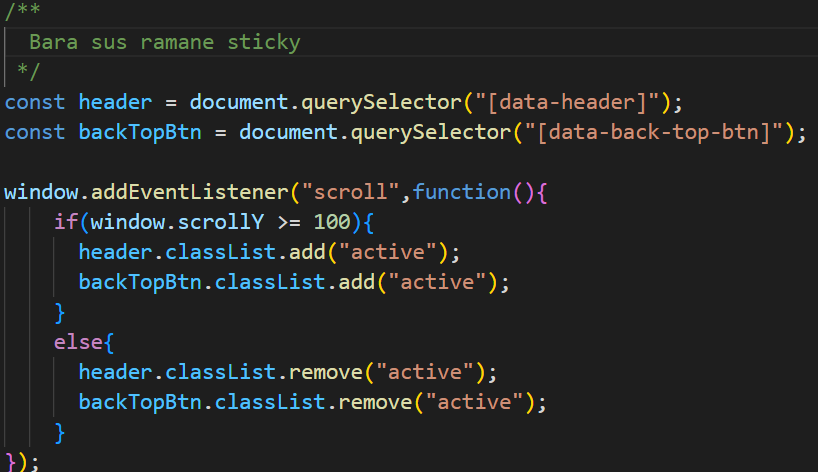 /**
  Bara sus ramane sticky
 */
const header = document.querySelector("[data-header]");
const backTopBtn = document.querySelector("[data-back-top-btn]");
window.addEventListener("scroll",function(){
    if(window.scrollY >= 100){
      header.classList.add("active");
      backTopBtn.classList.add("active");
    }
    else{
      header.classList.remove("active");
      backTopBtn.classList.remove("active");
    }
});